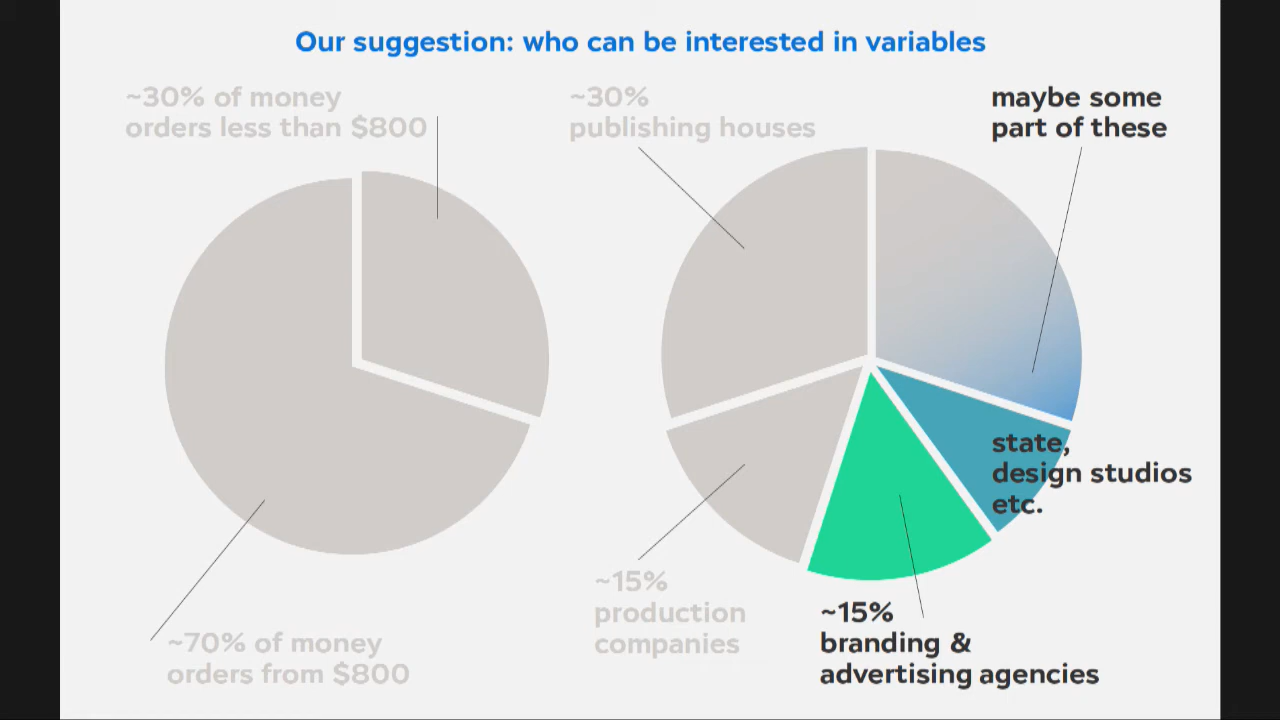 Our suggestion: who can be interested in variables
~30% of money
orders less than $800
~30%
publishing houses
maybe some
part of these
state,
design studios
etc.
~15%
production
companies
~15%
branding &
advertising agencies
~70% of money
orders from $800